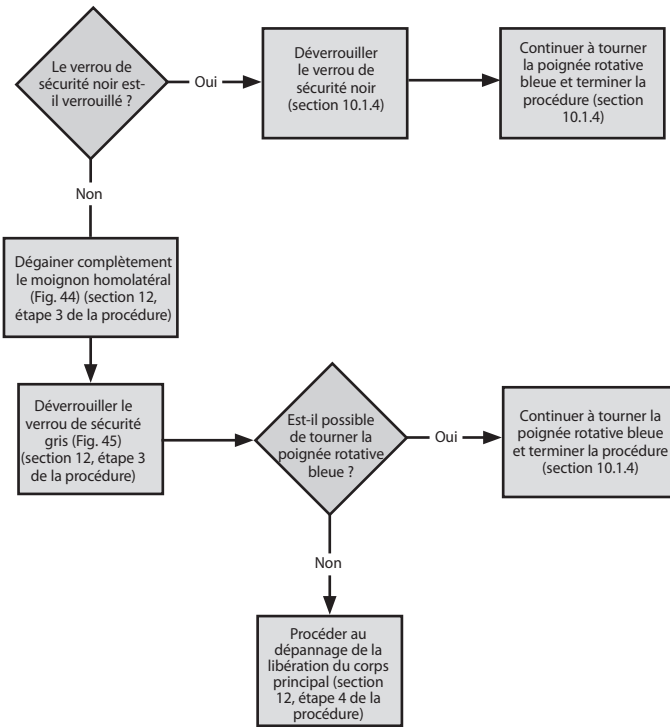 Le verrou de
sécurité noir est-
il verrouillé ?
Oui
Déverrouiller
le verrou de
sécurité noir
(section 10.1.4)
Continuer à tourner
la poignée rotative
bleue et terminer la
procédure (section
10.1.4)
Non
Dégainer complètement
le moignon homolatéral
(Fig. 44) (section 12,
étape 3 de la procédure)
Déverrouiller le
verrou de sécurité
gris (Fig. 45)
(section 12, étape 3
de la procédure)
Est-il possible
de tourner la
poignée rotative
bleue ?
Oui
Continuer à tourner la
poignée rotative bleue
et terminer la procédure
(section 10.1.4)
Non
Procéder au
dépannage de la
libération du corps
principal (section
12, étape 4 de la
procédure)